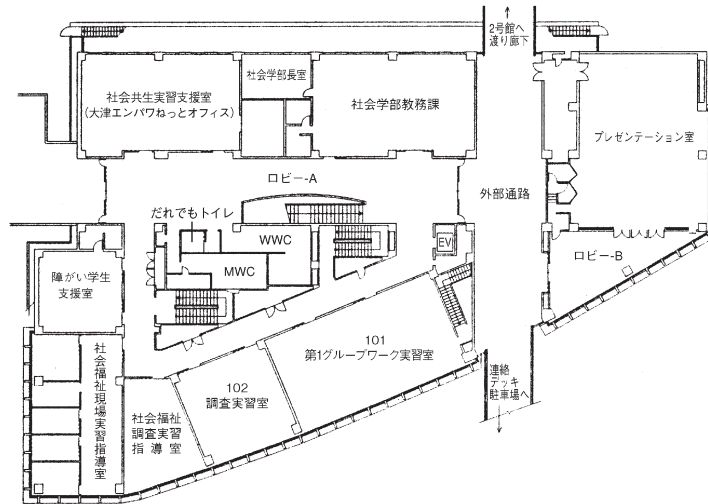 2号館へ
渡り廊下
社会共生実習支援室
(大津エンパワねっとオフィス)
社会学部長室
社会学部教務課
プレゼンテーション室
ロビー-A
外部通路
だれでもトイレ
WWC
MWC
EV
ロビー-B
障がい学生
支援室
101
第1グループワーク実習室
102
調査実習室
社会福祉現場実習指導室
社会福祉
調査実習
指導室
連絡
デッキ
駐車場へ